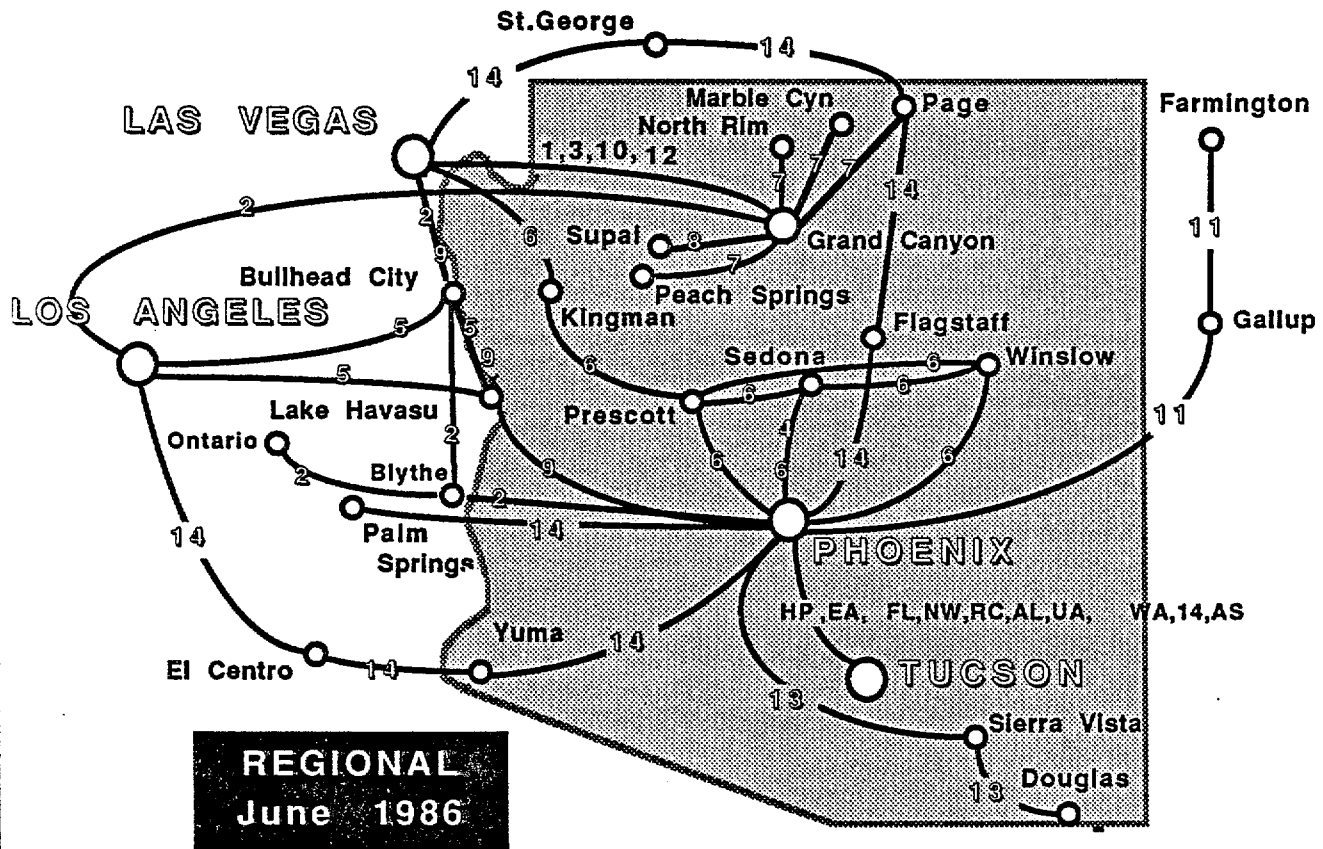 St.George
14
14
Marble Cyn
Page
Farmington
LAS VEGAS
North Rim
1,3,10,12
7
7
7
14
2
2
6
11
Supai
8
Grand Canyon
9
Bullhead City
7
Peach Springs
LOS ANGELES
Kingman
Flagstaff
Gallup
5
5
Sedona
Winslow
9
6
6
5
6
6
Lake Havasu
Prescott
11
Ontario
2
4
Blythe
9
6
6
14
6
2
2
Palm
Springs
14
14
PHOENIX
HP,EA, FL,NW,RC,AL,UA, WA,14,AS
Yuma
14
El Centro
14
TUCSON
13
Sierra Vista
REGIONAL
June 1986
Douglas
13